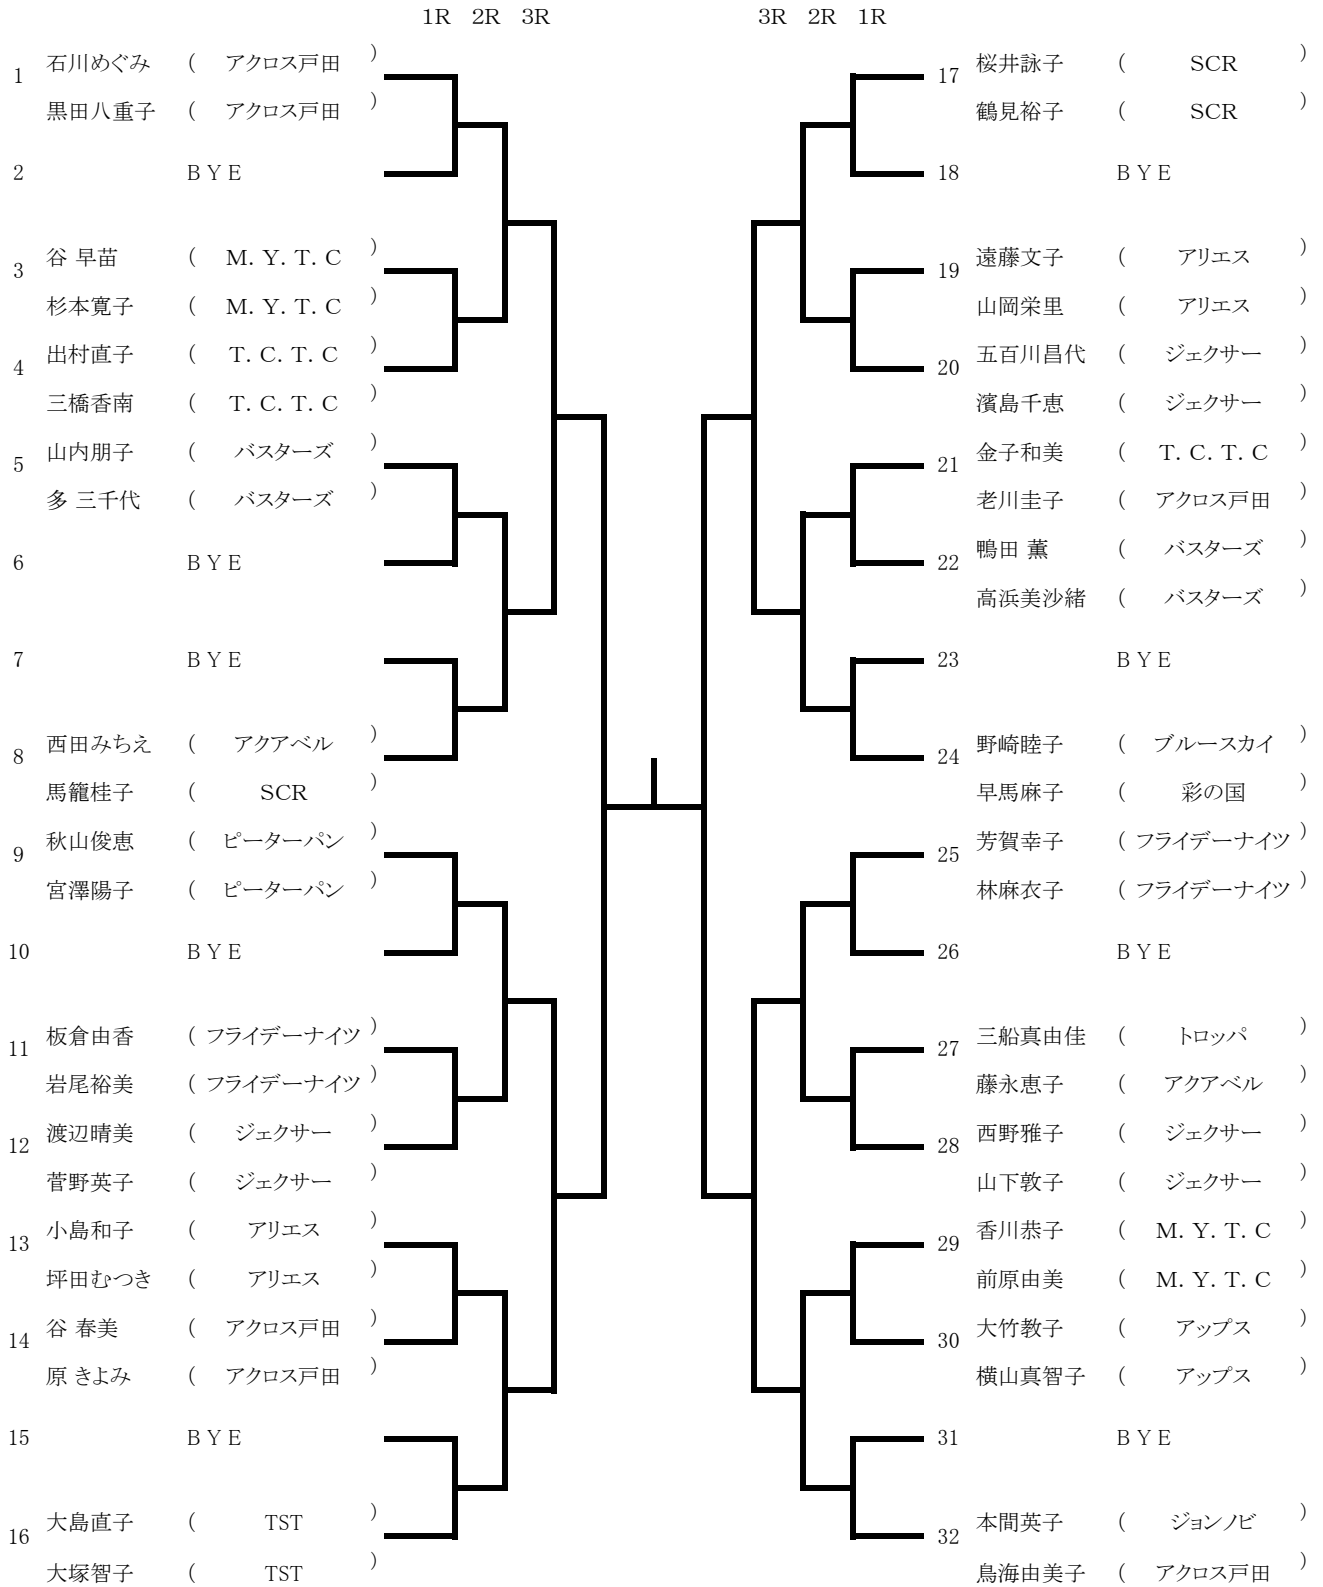 1R 2R 3R
3R 2R 1R
1 石川めぐみ ( アクロス戸田 )
黒田八重子 ( アクロス戸田 )
2 BYE
3 谷 早苗 ( M. Y. T. C )
杉本寛子 ( M. Y. T. C )
4 出村直子 ( T. C. T. C )
三橋香南 ( T. C. T. C )
5 山内朋子 ( バスターズ )
多 三千代 ( バスターズ )
6 BYE
7 BYE
8 西田みちえ ( アクアベル )
馬籠桂子 ( SCR )
9 秋山俊恵 ( ピーターパン )
宮澤陽子 ( ピーターパン )
10 BYE
11 板倉由香 ( フライデーナイツ )
岩尾裕美 ( フライデーナイツ )
12 渡辺晴美 ( ジェクサー )
菅野英子 ( ジェクサー )
13 小島和子 ( アリエス )
坪田むつき ( アリエス )
14 谷 春美 ( アクロス戸田 )
原 きよみ ( アクロス戸田 )
15 BYE
16 大島直子 ( TST )
大塚智子 ( TST )
17 桜井詠子 ( SCR )
鶴見裕子 ( SCR )
18 BYE
19 遠藤文子 ( アリエス )
山岡栄里 ( アリエス )
20 五百川昌代 ( ジェクサー )
濱島千恵 ( ジェクサー )
21 金子和美 ( T. C. T. C )
老川圭子 ( アクロス戸田 )
22 鴨田 薫 ( バスターズ )
高浜美沙緒 ( バスターズ )
23 BYE
24 野崎睦子 ( ブルースカイ )
早馬麻子 ( 彩の国 )
25 芳賀幸子 ( フライデーナイツ )
林麻衣子 ( フライデーナイツ )
26 BYE
27 三船真由佳 ( トロッパ )
藤永恵子 ( アクアベル )
28 西野雅子 ( ジェクサー )
山下敦子 ( ジェクサー )
29 香川恭子 ( M. Y. T. C )
前原由美 ( M. Y. T. C )
30 大竹教子 ( アップス )
横山真智子 ( アップス )
31 BYE
32 本間英子 ( ジョンノビ )
鳥海由美子 ( アクロス戸田 )